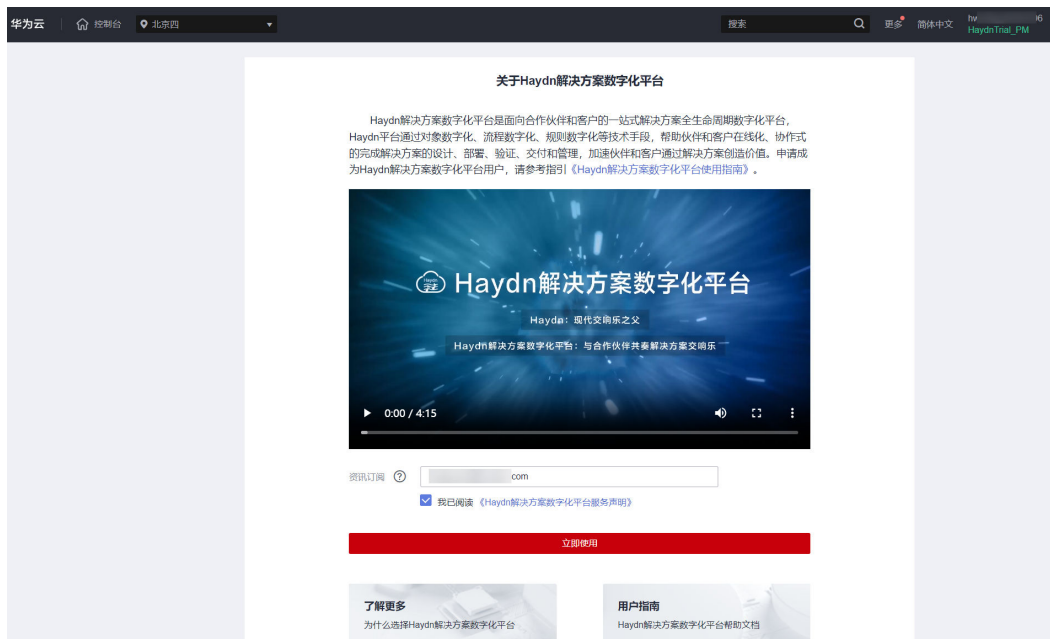 华为云
控制台
北京四
搜索
更多
简体中文
hw 6
HaydnTrial_PM
关于Haydn解决方案数字化平台
Haydn解决方案数字化平台是面向合作伙伴和客户的一站式解决方案全生命周期数字化平台，
Haydn平台通过对象数字化、流程数字化、规则数字化等技术手段，帮助伙伴和客户在线化、协作式
的完成解决方案的设计、部署、验证、交付和管理，加速伙伴和客户通过解决方案创造价值。申请成
为Haydn解决方案数字化平台用户，请参考指引《Haydn解决方案数字化平台使用指南》。
Haydn解决方案数字化平台
Haydn：现代交响乐之父
Haydn解决方案数字化平台：与合作伙伴共奏解决方案交响乐
0:00 / 4:15
资讯订阅
com
我已阅读《Haydn解决方案数字化平台服务声明》
立即使用
了解更多
为什么选择Haydn解决方案数字化平台
用户指南
Haydn解决方案数字化平台帮助文档